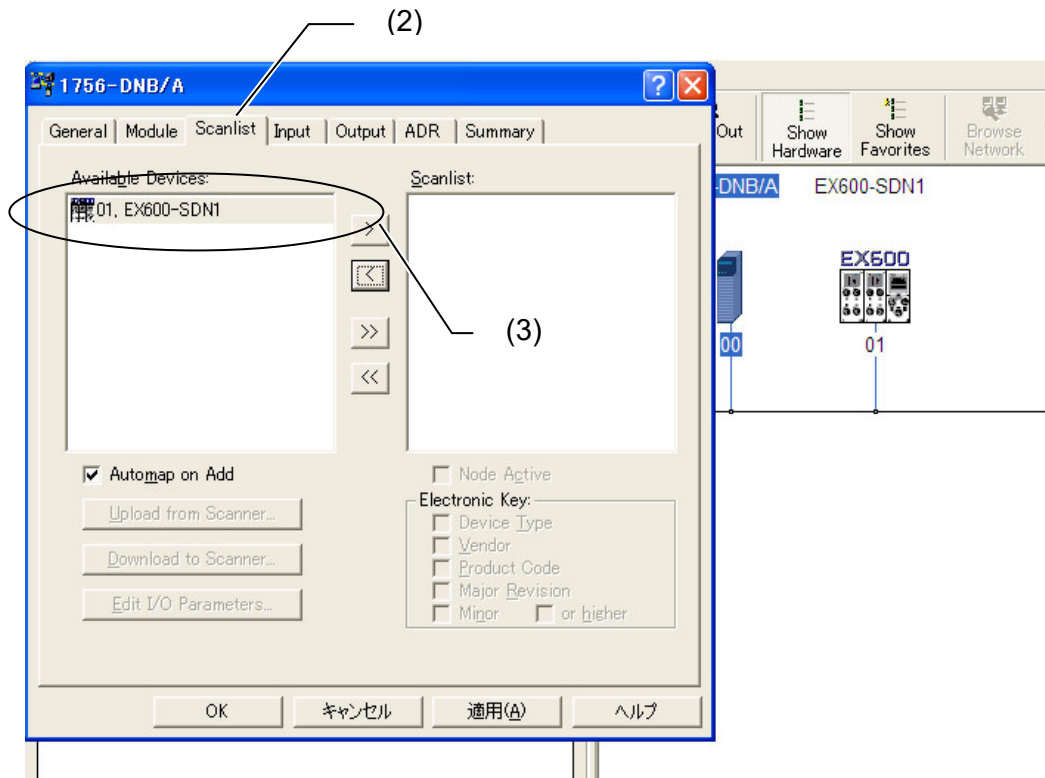 (2)
1756-DNB/A
General Module Scanlist Input Output ADR Summary
Available Devices:
Scanlist:
01, EX600-SDN1
>
<
>>
<<
(3)
Automap on Add
Upload from Scanner...
Download to Scanner...
Edit I/O Parameters...
Node Active
Electronic Key:
Device Type
Vendor
Product Code
Major Revision
Minor or higher
OK キャンセル 適用(A) ヘルプ
Out
Show
Hardware
Show
Favorites
Browse
Network
-DNB/A EX600-SDN1
EX600
00 01